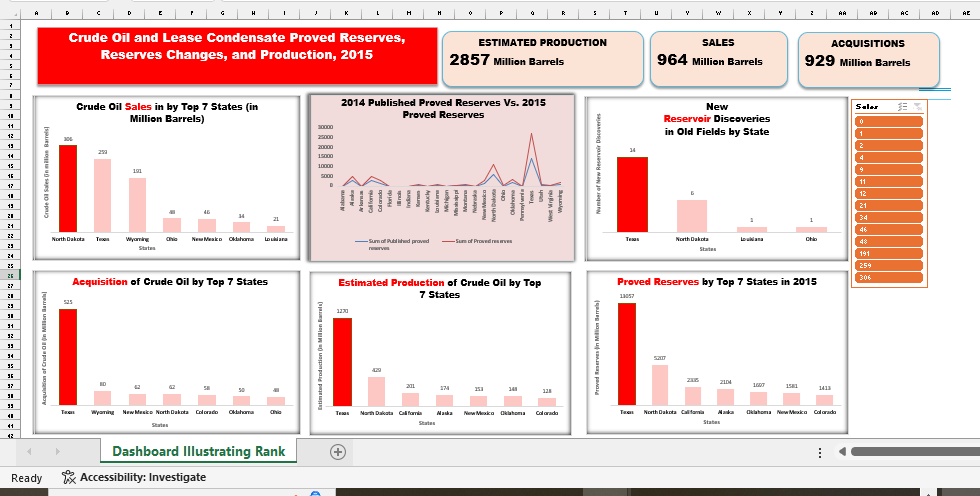 A B C D E F G H I J K L M N O P Q R S T U V W X Y Z AA AB AC AD AE
Crude Oil and Lease Condensate Proved Reserves,
Reserves Changes, and Production, 2015
ESTIMATED PRODUCTION
2857 Million Barrels
SALES
964 Million Barrels
ACQUISITIONS
929 Million Barrels
Crude Oil Sales in by Top 7 States (in
Million Barrels)
Crude Oil Sales (in million Barrels)
306
259
191
48
46
34
21
North Dakota Texas Wyoming Ohio New Mexico Oklahoma Louisiana
States
2014 Published Proved Reserves Vs. 2015
Proved Reserves
30000
25000
20000
15000
10000
5000
0
Alabama
Alaska
Arkansas
California
Colorado
Florida
Illinois
Indiana
Kansas
Kentucky
Louisiana
Michigan
Mississippi
Montana
Nebraska
New Mexico
North Dakota
Ohio
Oklahoma
Pennsylvania
Texas
Utah
West Virginia
Wyoming
Sum of Published proved
reserves
Sum of Proved reserves
New
Reservoir Discoveries
in Old Fields by State
Number of New Reservoir Discoveries
14
6
1
1
Texas North Dakota Louisiana Ohio
States
Sales
0
1
2
4
9
11
12
21
34
46
48
191
259
306
Acquisition of Crude Oil by Top 7 States
Acquisition of Crude Oil (in Million Barrels)
525
80
62
62
58
50
48
Texas Wyoming New Mexico North Dakota Colorado Oklahoma Ohio
States
Estimated Production of Crude Oil by Top
7 States
Estimated Production (in Million Barrels)
1270
429
201
174
153
148
128
Texas North Dakota California Alaska New Mexico Oklahoma Colorado
States
Proved Reserves by Top 7 States in 2015
Proved Reserves (in Million Barrels)
13057
5207
2335
2104
1697
1581
1413
Texas North Dakota California Alaska Oklahoma New Mexico Colorado
States
Dashboard Illustrating Rank
Ready
Accessibility: Investigate